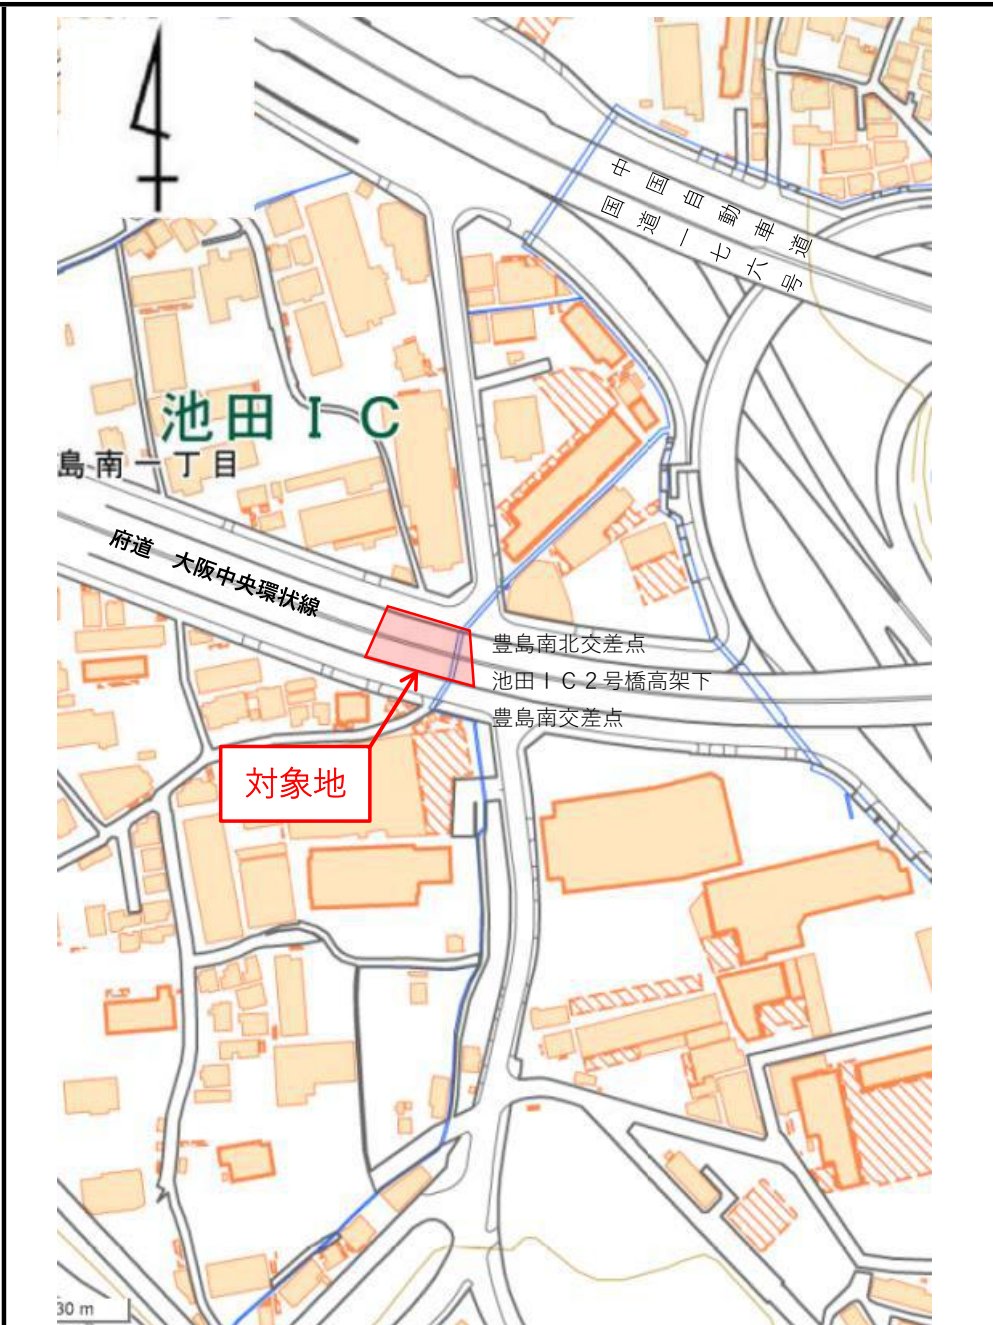 中国自動車道
国道一七六号
池田ＩＣ
島南一丁目
府道　大阪中央環状線
豊島南北交差点
池田ＩＣ２号橋高架下
豊島南交差点
対象地
30 m